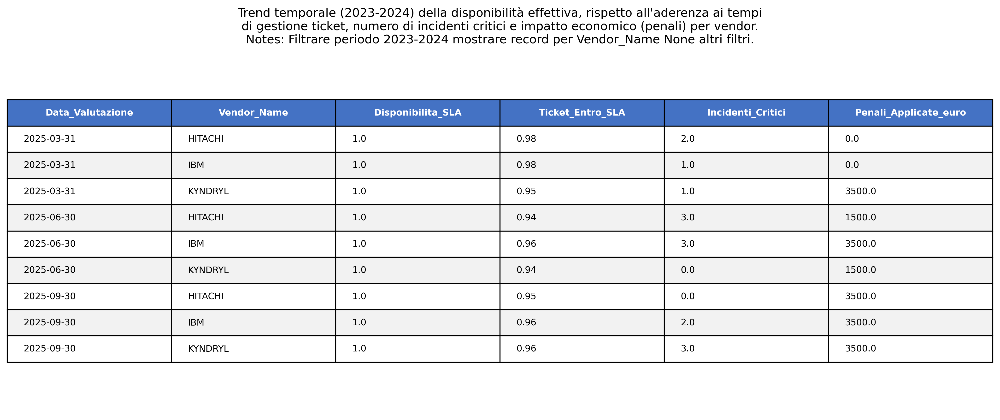 Trend temporale (2023-2024) della disponibilità effettiva, rispetto all'aderenza ai tempi
di gestione ticket, numero di incidenti critici e impatto economico (penali) per vendor.
Notes: Filtrare periodo 2023-2024 mostrare record per Vendor_Name None altri filtri.
Data_Valutazione Vendor_Name Disponibilita_SLA Ticket_Entro_SLA Incidenti_Critici Penali_Applicate_euro
2025-03-31 HITACHI 1.0 0.98 2.0 0.0
2025-03-31 IBM 1.0 0.98 1.0 0.0
2025-03-31 KYNDRYL 1.0 0.95 1.0 3500.0
2025-06-30 HITACHI 1.0 0.94 3.0 1500.0
2025-06-30 IBM 1.0 0.96 3.0 3500.0
2025-06-30 KYNDRYL 1.0 0.94 0.0 1500.0
2025-09-30 HITACHI 1.0 0.95 0.0 3500.0
2025-09-30 IBM 1.0 0.96 2.0 3500.0
2025-09-30 KYNDRYL 1.0 0.96 3.0 3500.0